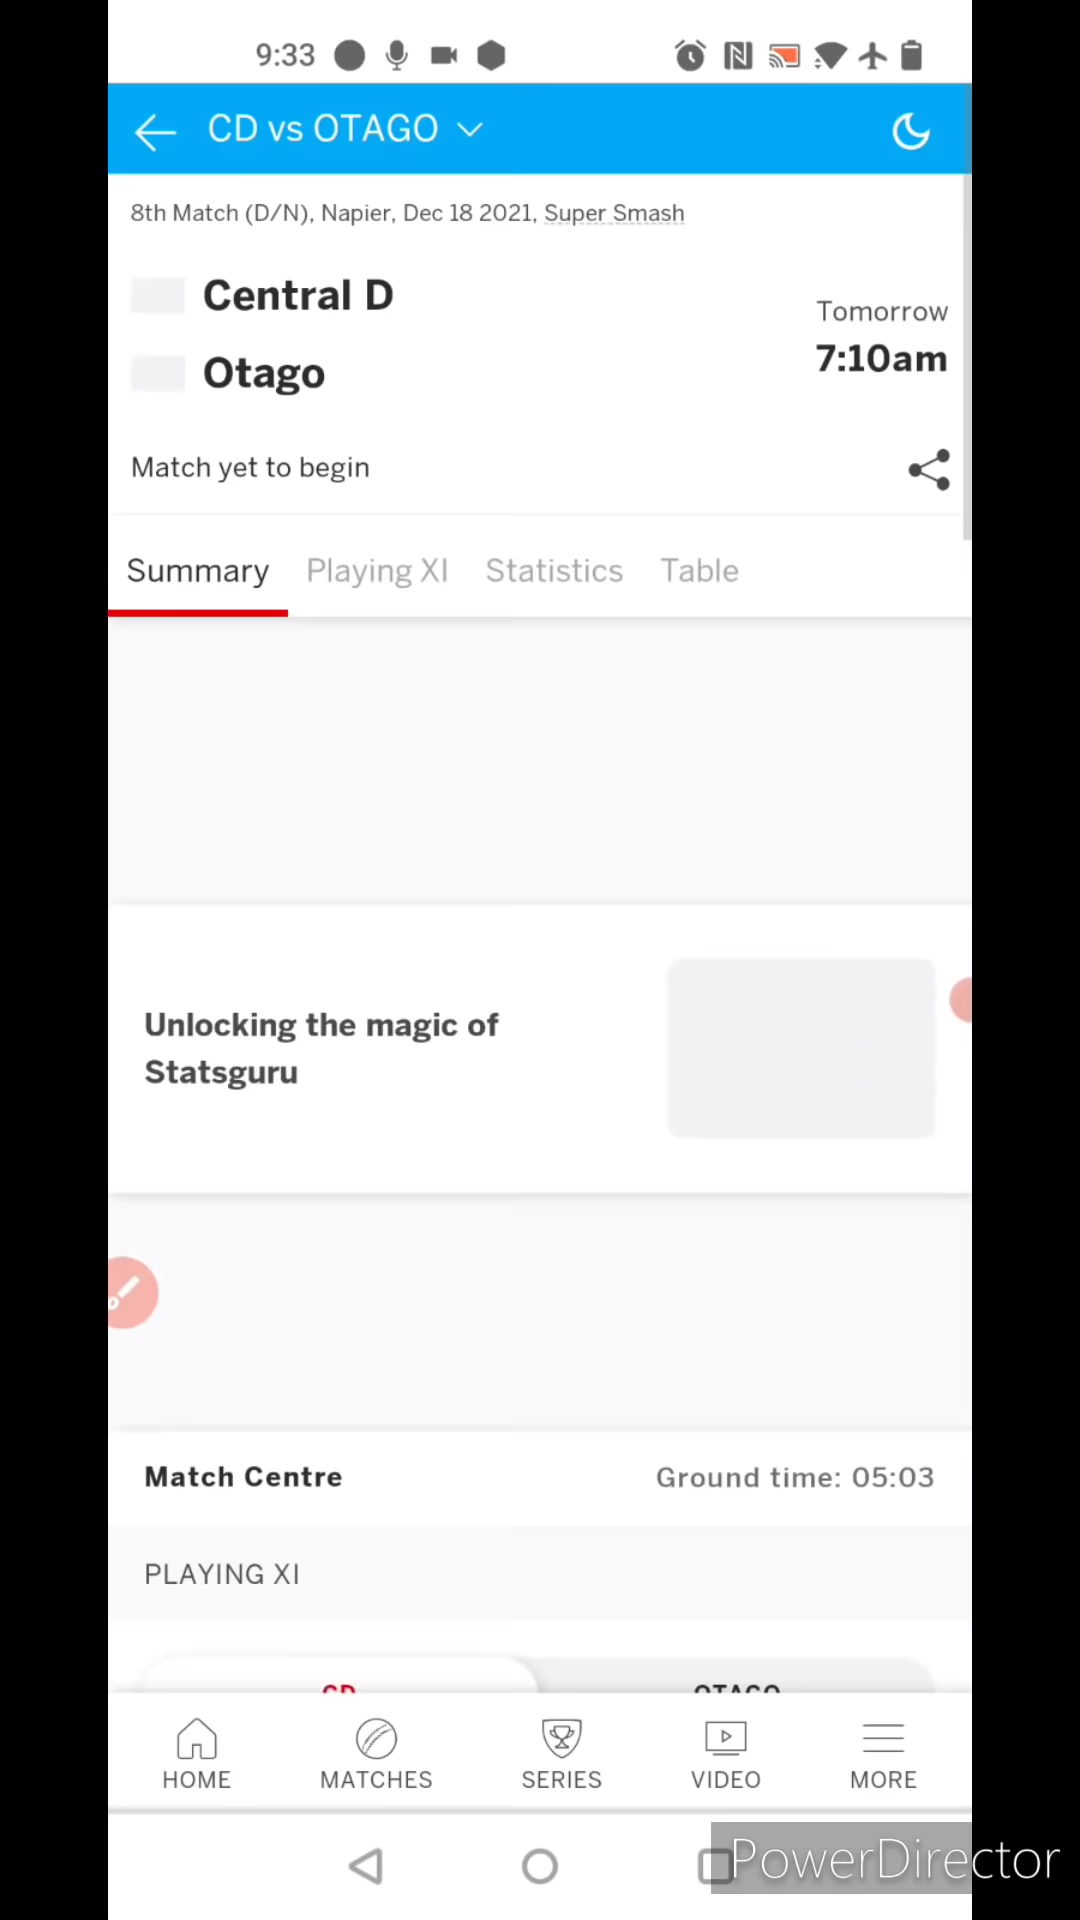 9:33
CD vs OTAGO
8th Match (D/N), Napier, Dec 18 2021, Super Smash
Central D
Otago
Tomorrow
7:10am
Match yet to begin
Summary Playing XI Statistics Table
Unlocking the magic of
Statsguru
Match Centre
Ground time: 05:03
PLAYING XI
CD OTAGO
HOME MATCHES SERIES VIDEO MORE
PowerDirector